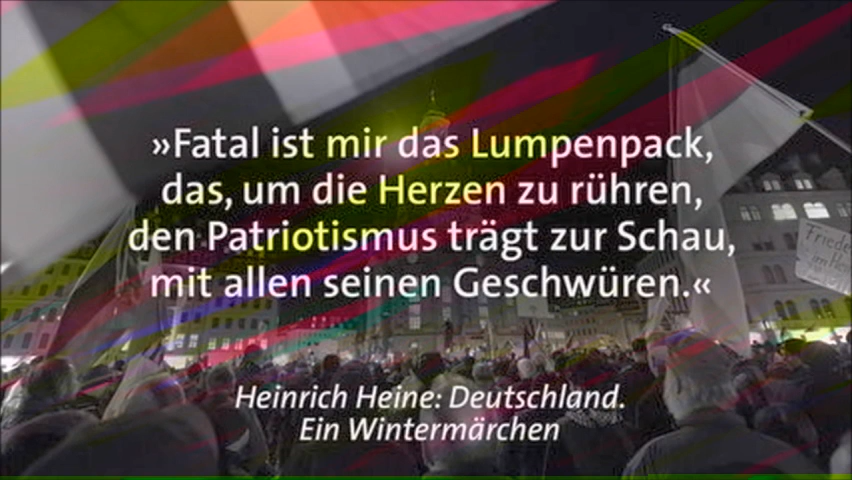 »Fatal ist mir das Lumpenpack,
das, um die Herzen zu rühren,
den Patriotismus trägt zur Schau,
mit allen seinen Geschwüren.«
Heinrich Heine: Deutschland.
Ein Wintermärchen
Friede